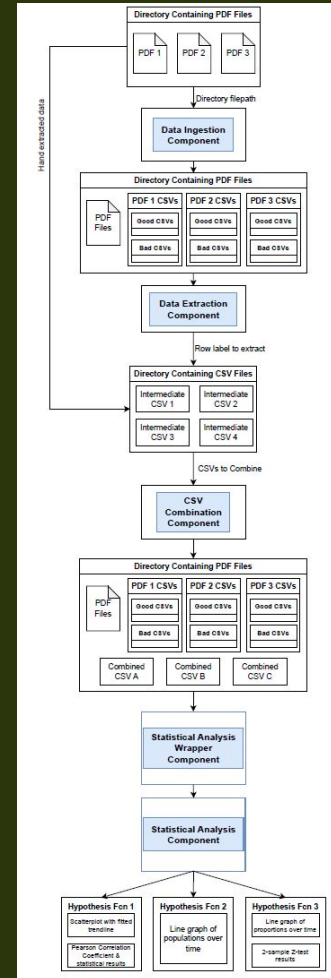 Directory Containing PDF Files
PDF 1
PDF 2
PDF 3
Hand extracted data
Directory filepath
Data Ingestion
Component
Directory Containing PDF Files
PDF
Files
PDF 1 CSVs
Good CSVs
Bad CSVs
PDF 2 CSVs
Good CSVs
Bad CSVs
PDF 3 CSVs
Good CSVs
Bad CSVs
Data Extraction
Component
Row label to extract
Directory Containing CSV Files
Intermediate
CSV 1
Intermediate
CSV 2
Intermediate
CSV 3
Intermediate
CSV 4
CSVs to Combine
CSV
Combination
Component
Directory Containing PDF Files
PDF
Files
PDF 1 CSVs
Good CSVs
Bad CSVs
PDF 2 CSVs
Good CSVs
Bad CSVs
PDF 3 CSVs
Good CSVs
Bad CSVs
Combined
CSV A
Combined
CSV B
Combined
CSV C
Statistical Analysis
Wrapper
Component
Statistical Analysis
Component
Hypothesis Fcn 1
Scatterplot with fitted
trendline
Pearson Correlation
Coefficient &
statistical results
Hypothesis Fcn 2
Line graph of
populations over
time
Hypothesis Fcn 3
Line graph of
proportions over time
2-sample Z-test
results